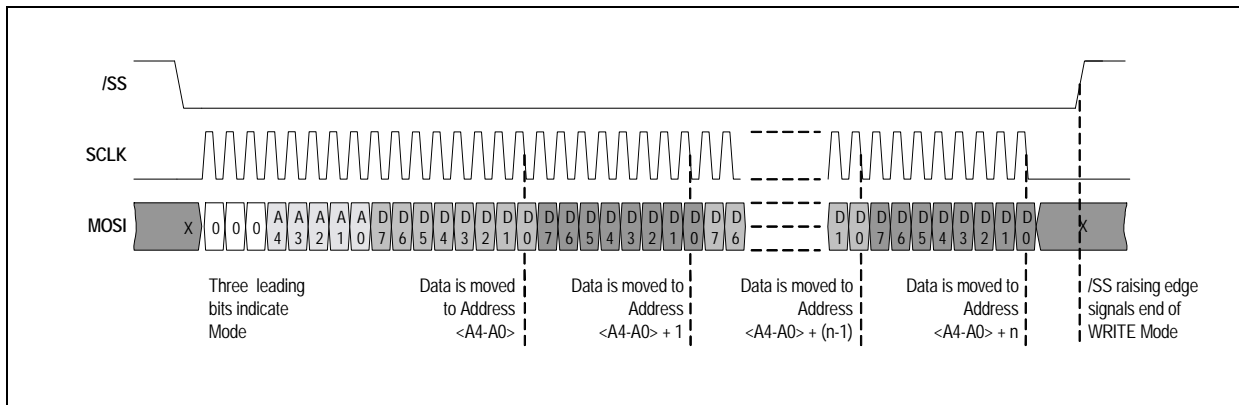 /SS
SCLK
MOSI
X 0 0 0 A4 A3 A2 A1 A0 D7 D6 D5 D4 D3 D2 D1 D0 D7 D6 D5 D4 D3 D2 D1 D0 D7 D6 D1 D0 D7 D6 D5 D4 D3 D2 D1 D0 X
Three leading
bits indicate
Mode
Data is moved
to Address
<A4-A0>
Data is moved to
Address
<A4-A0> + 1
Data is moved to
Address
<A4-A0> + (n-1)
Data is moved to
Address
<A4-A0> + n
/SS raising edge
signals end of
WRITE Mode